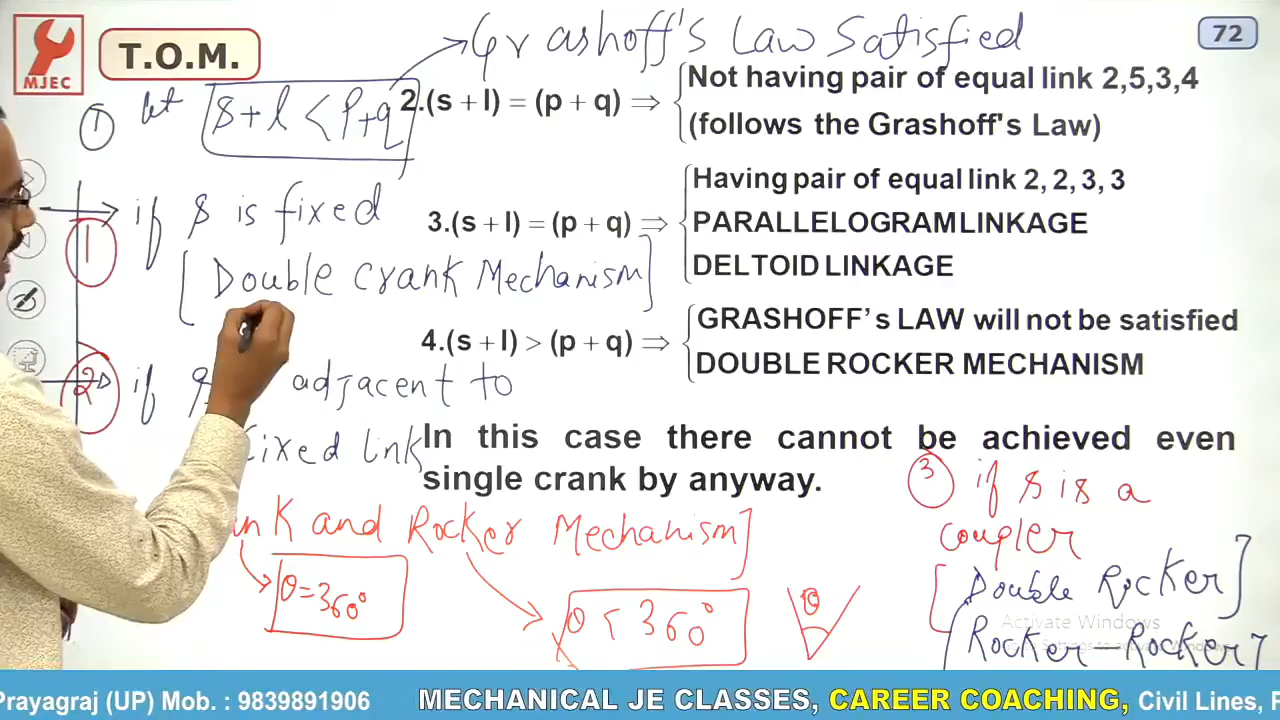 MJEC
T.O.M.
72
Grashoff's Law Satisfied
① let s+l < p+q
2.(s + l) = (p + q) ⇒
Not having pair of equal link 2,5,3,4
(follows the Grashoff's Law)
1 if s is fixed
[Double Crank Mechanism]
3.(s + l) = (p + q) ⇒
Having pair of equal link 2, 2, 3, 3
PARALLELOGRAM LINKAGE
DELTOID LINKAGE
4.(s + l) > (p + q) ⇒
GRASHOFF's LAW will not be satisfied
DOUBLE ROCKER MECHANISM
2 if s adjacent to
fixed link
In this case there cannot be achieved even
single crank by anyway.
and Rocker Mechanism]
θ=360°
θ < 360°
θ
③ if s is a
coupler
[Double Rocker]
[Rocker-Rocker]
Activate Windows
Prayagraj (UP) Mob. : 9839891906 MECHANICAL JE CLASSES, CAREER COACHING, Civil Lines, P